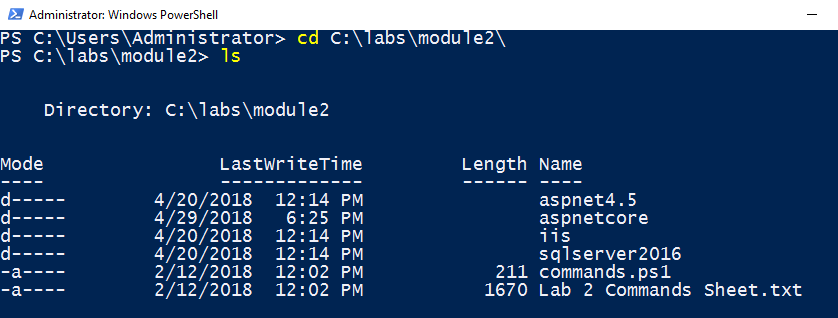 Administrator: Windows PowerShell
PS C:\Users\Administrator> cd C:\labs\module2\
PS C:\labs\module2> ls
    Directory: C:\labs\module2
Mode                LastWriteTime         Length Name
----                -------------         ------ ----
d-----        4/20/2018  12:14 PM                aspnet4.5
d-----        4/29/2018   6:25 PM                aspnetcore
d-----        4/20/2018  12:14 PM                iis
d-----        4/20/2018  12:14 PM                sqlserver2016
-a----        2/12/2018  12:02 PM            211 commands.ps1
-a----        2/12/2018  12:02 PM           1670 Lab 2 Commands Sheet.txt